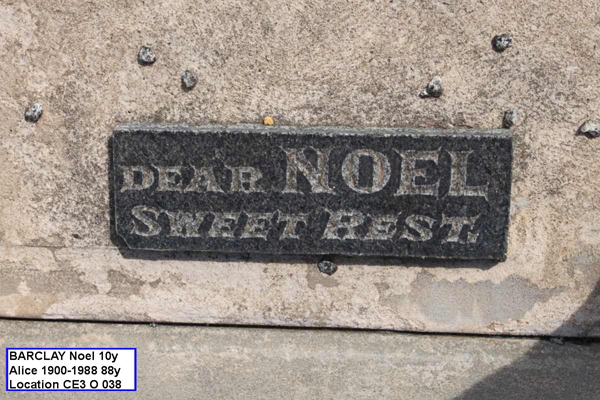 DEAR NOEL
SWEET REST.
BARCLAY Noel 10y
Alice 1900-1988 88y
Location CE3 O 038